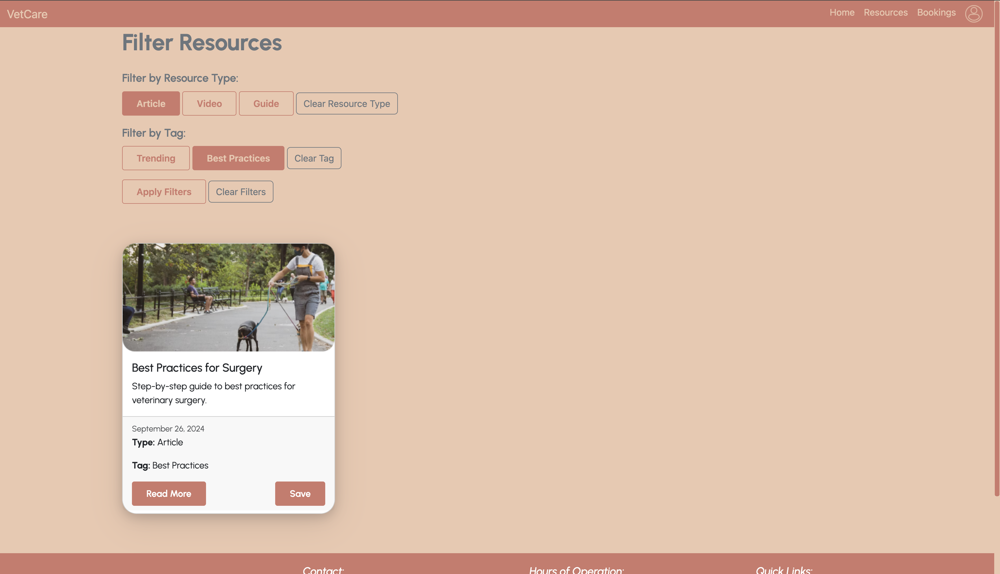 VetCare
Home Resources Bookings
Filter Resources
Filter by Resource Type:
Article Video Guide Clear Resource Type
Filter by Tag:
Trending Best Practices Clear Tag
Apply Filters Clear Filters
Best Practices for Surgery
Step-by-step guide to best practices for
veterinary surgery.
September 26, 2024
Type: Article
Tag: Best Practices
Read More Save
Contact: Hours of Operation: Quick Links: